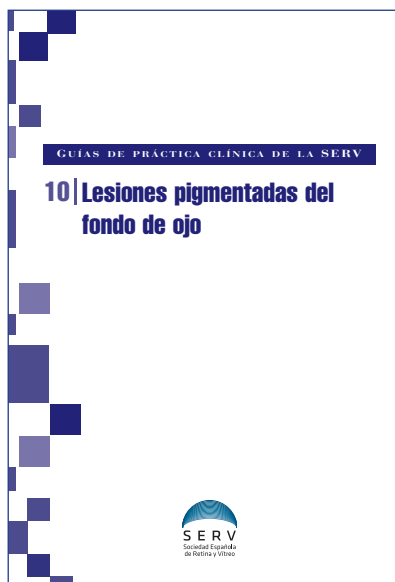 GUÍAS DE PRÁCTICA CLÍNICA DE LA SERV
10 Lesiones pigmentadas del
fondo de ojo
SERV
Sociedad Española
de Retina y Vítreo